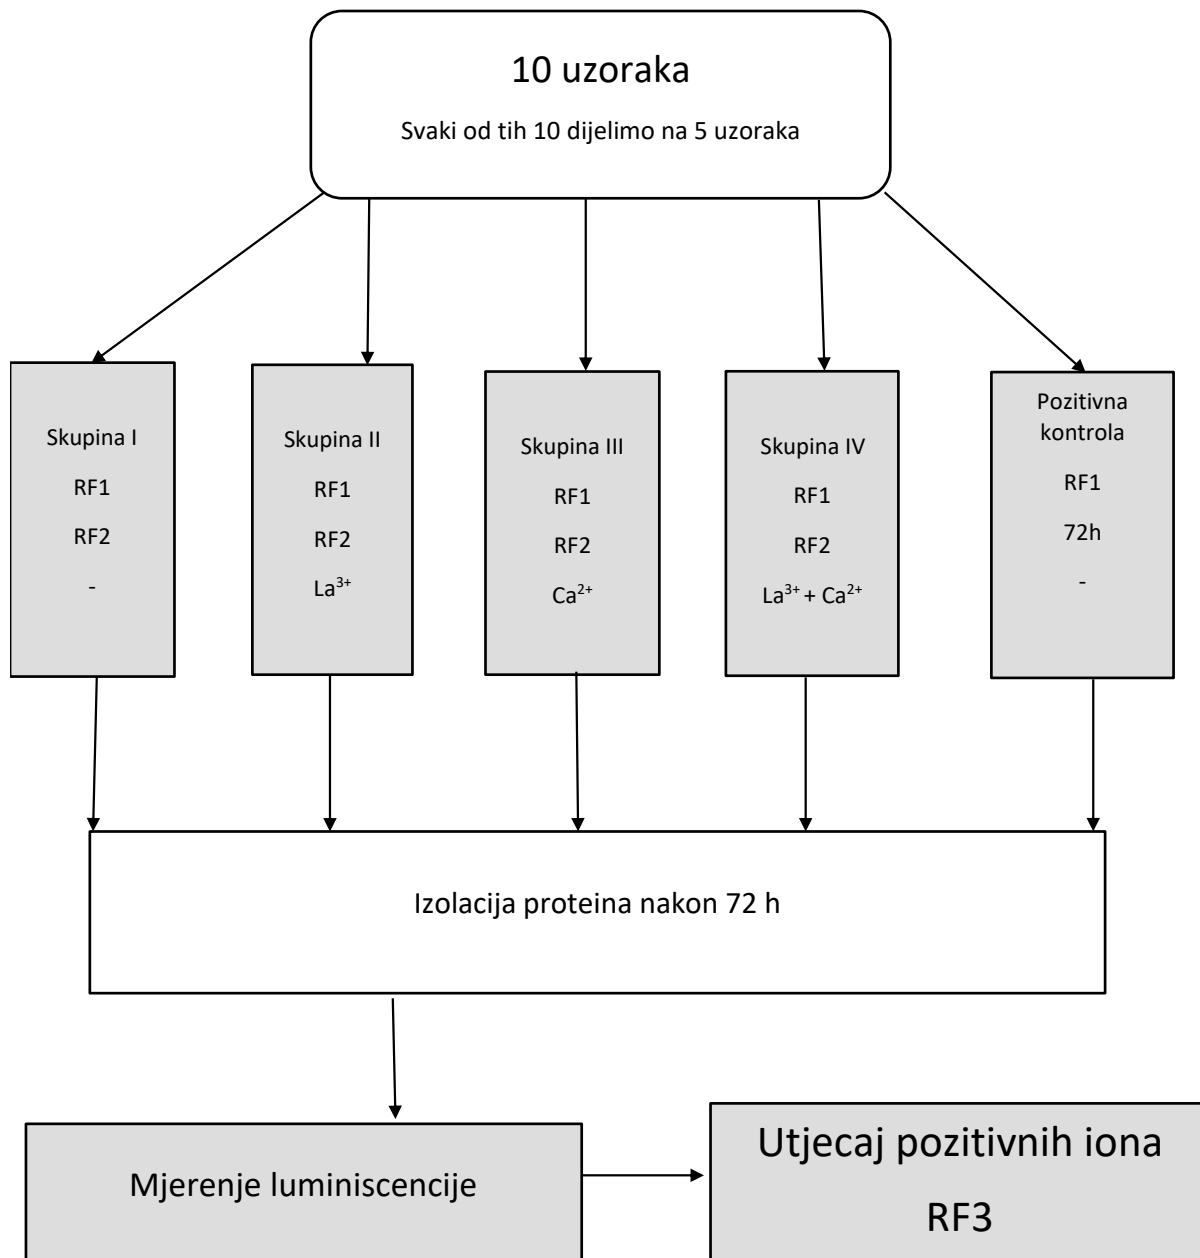 10 uzoraka
Svaki od tih 10 dijelimo na 5 uzoraka
Skupina I
RF1
RF2
-
Skupina II
RF1
RF2
La³⁺
Skupina III
RF1
RF2
Ca²⁺
Skupina IV
RF1
RF2
La³⁺ + Ca²⁺
Pozitivna
kontrola
RF1
72h
-
Izolacija proteina nakon 72 h
Mjerenje luminiscencije
Utjecaj pozitivnih iona
RF3